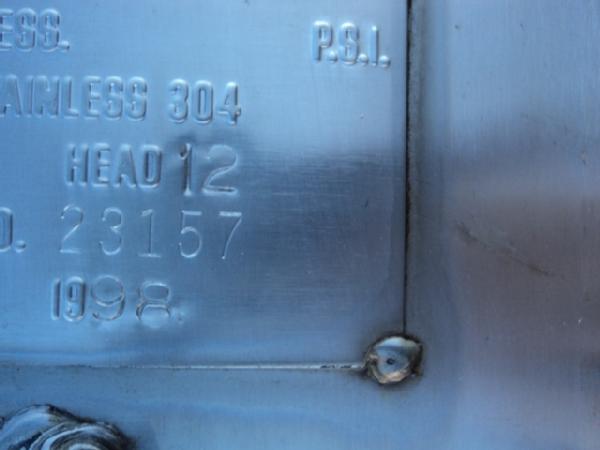 ESS. P.S.I.
AINLESS 304
HEAD 12
O. 23157
1998